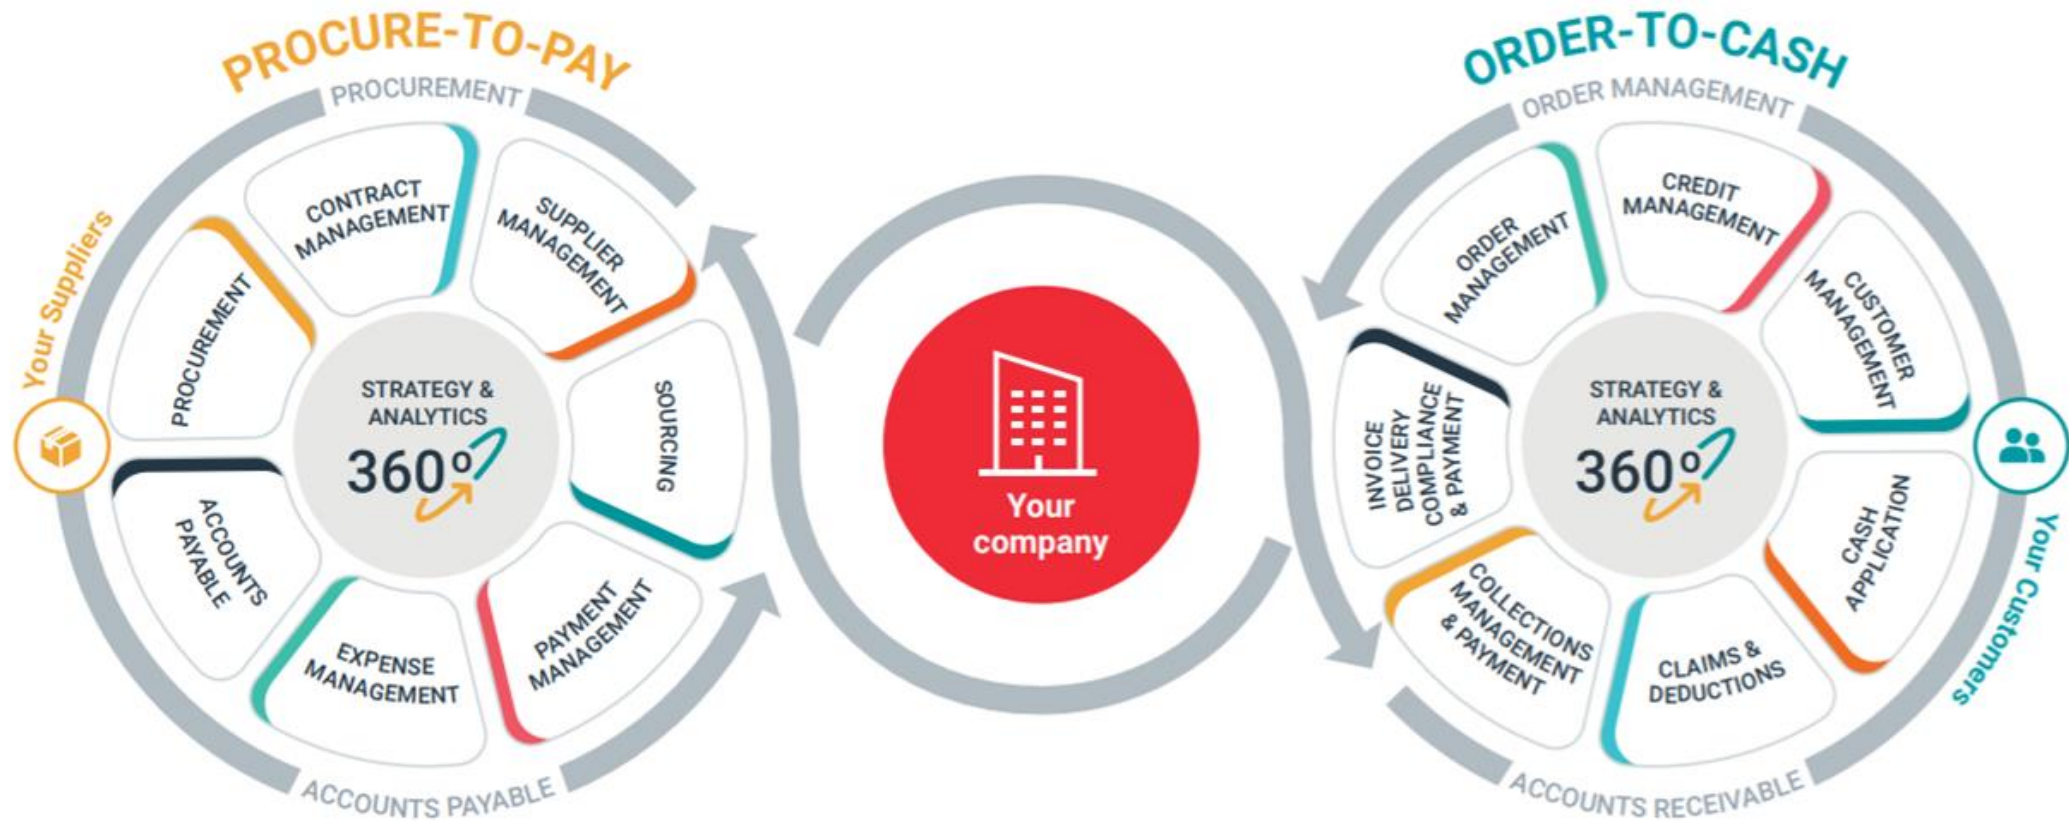 PROCURE-TO-PAY
PROCUREMENT
Your Suppliers
CONTRACT
MANAGEMENT
SUPPLIER
MANAGEMENT
SOURCING
PAYMENT
MANAGEMENT
EXPENSE
MANAGEMENT
ACCOUNTS
PAYABLE
PROCUREMENT
STRATEGY &
ANALYTICS
360º
ACCOUNTS PAYABLE
Your
company
ORDER-TO-CASH
ORDER MANAGEMENT
ORDER
MANAGEMENT
CREDIT
MANAGEMENT
CUSTOMER
MANAGEMENT
CASH
APPLICATION
CLAIMS &
DEDUCTIONS
COLLECTIONS
MANAGEMENT
& PAYMENT
INVOICE
DELIVERY
COMPLIANCE
& PAYMENT
STRATEGY &
ANALYTICS
360º
Your Customers
ACCOUNTS RECEIVABLE